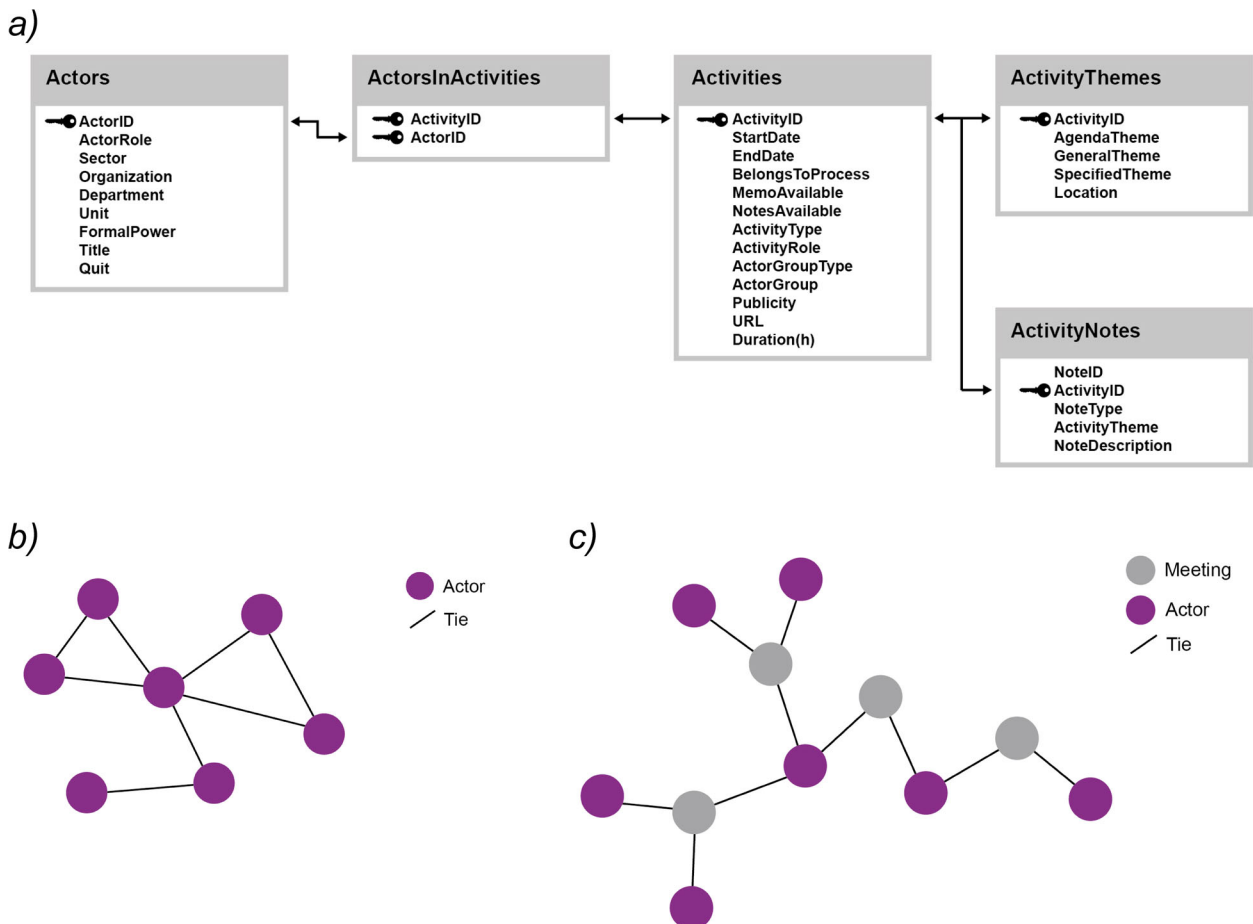 a)
Actors
ActorID
ActorRole
Sector
Organization
Department
Unit
FormalPower
Title
Quit
ActorsInActivities
ActivityID
ActorID
Activities
ActivityID
StartDate
EndDate
BelongsToProcess
MemoAvailable
NotesAvailable
ActivityType
ActivityRole
ActorGroupType
ActorGroup
Publicity
URL
Duration(h)
ActivityThemes
ActivityID
AgendaTheme
GeneralTheme
SpecifiedTheme
Location
ActivityNotes
NoteID
ActivityID
NoteType
ActivityTheme
NoteDescription
b)
Actor
Tie
c)
Meeting
Actor
Tie